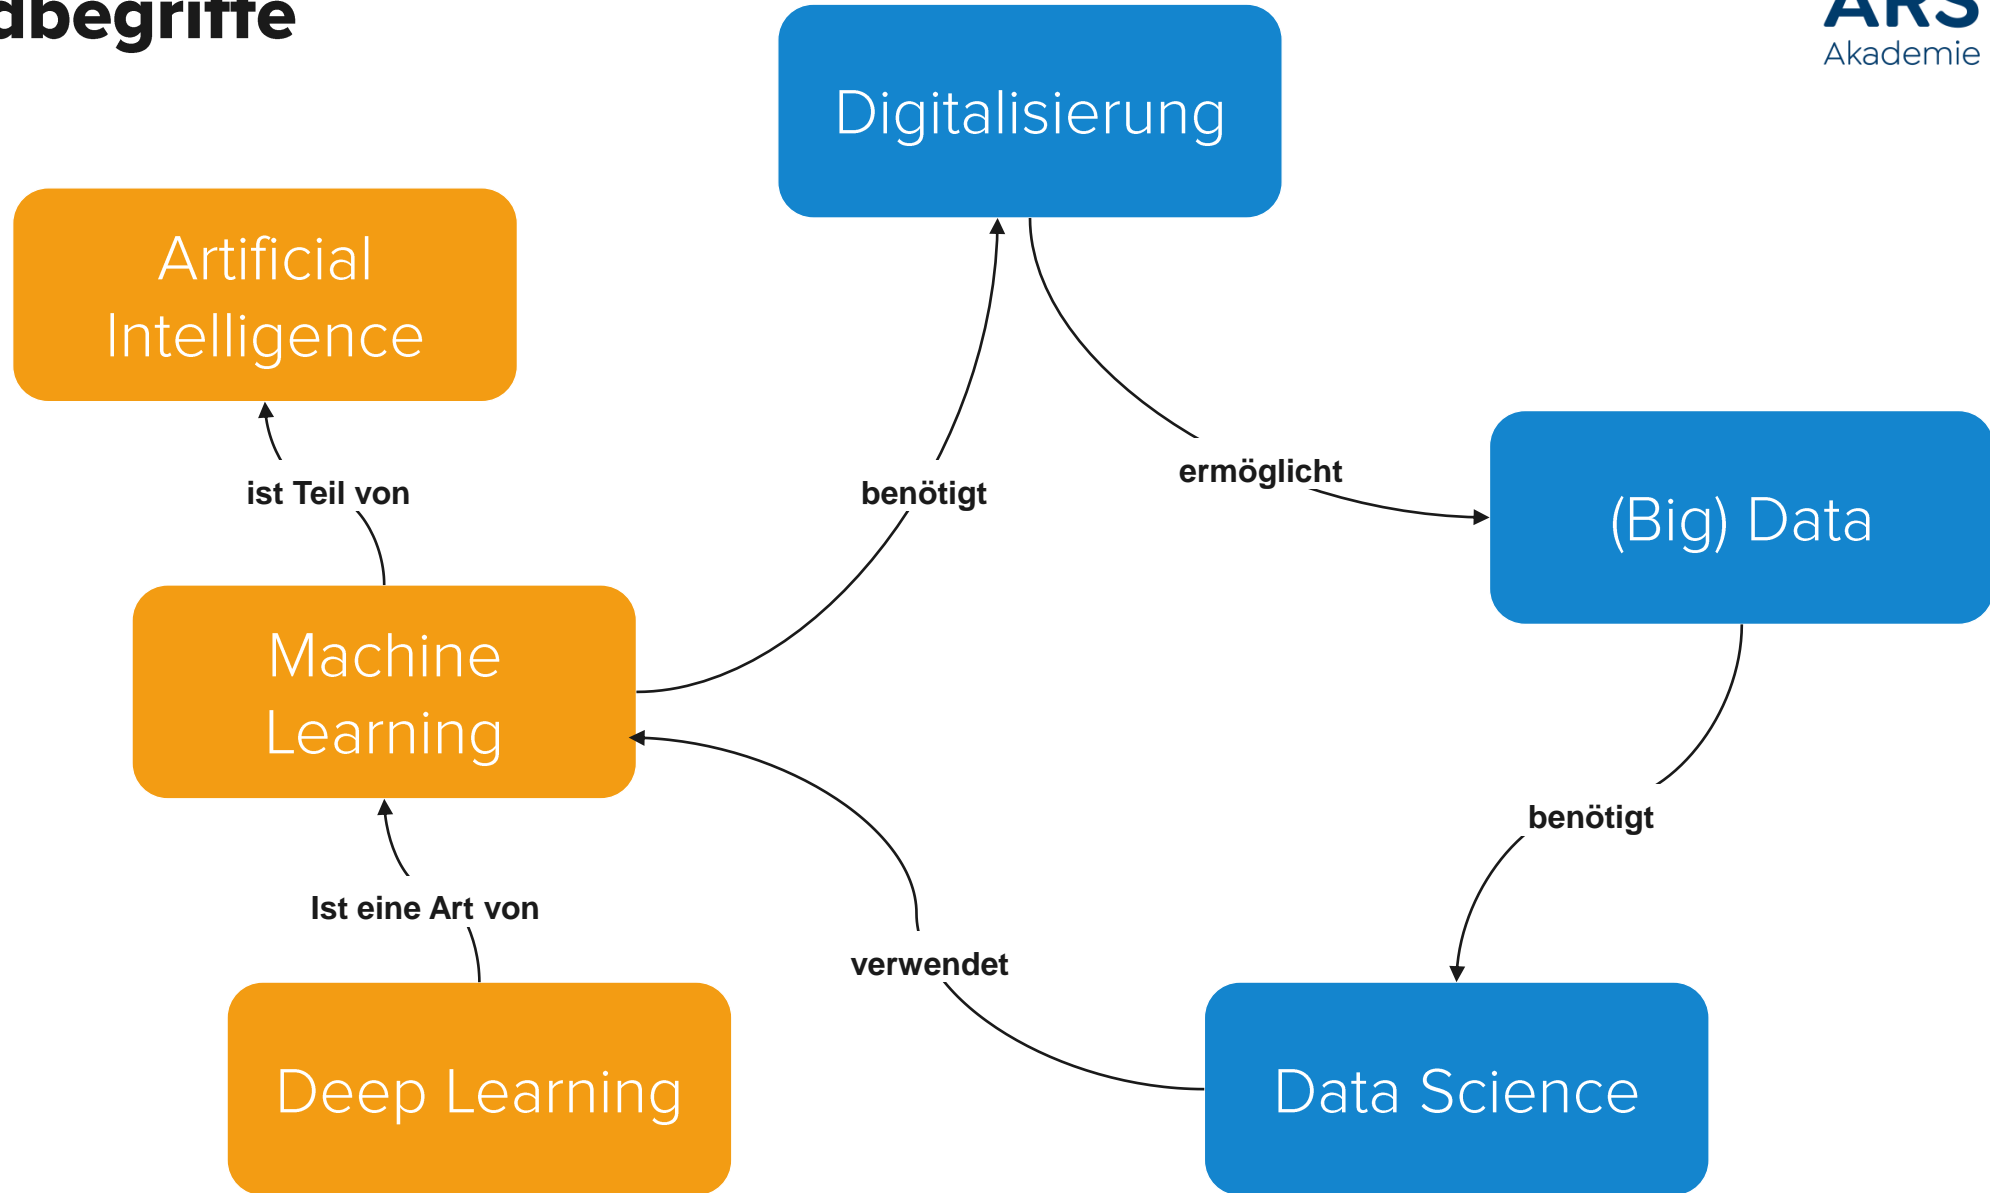 dbegriffe
ARS
Akademie
Digitalisierung
Artificial
Intelligence
ermöglicht
ist Teil von
benötigt
(Big) Data
Machine
Learning
benötigt
Ist eine Art von
verwendet
Deep Learning
Data Science